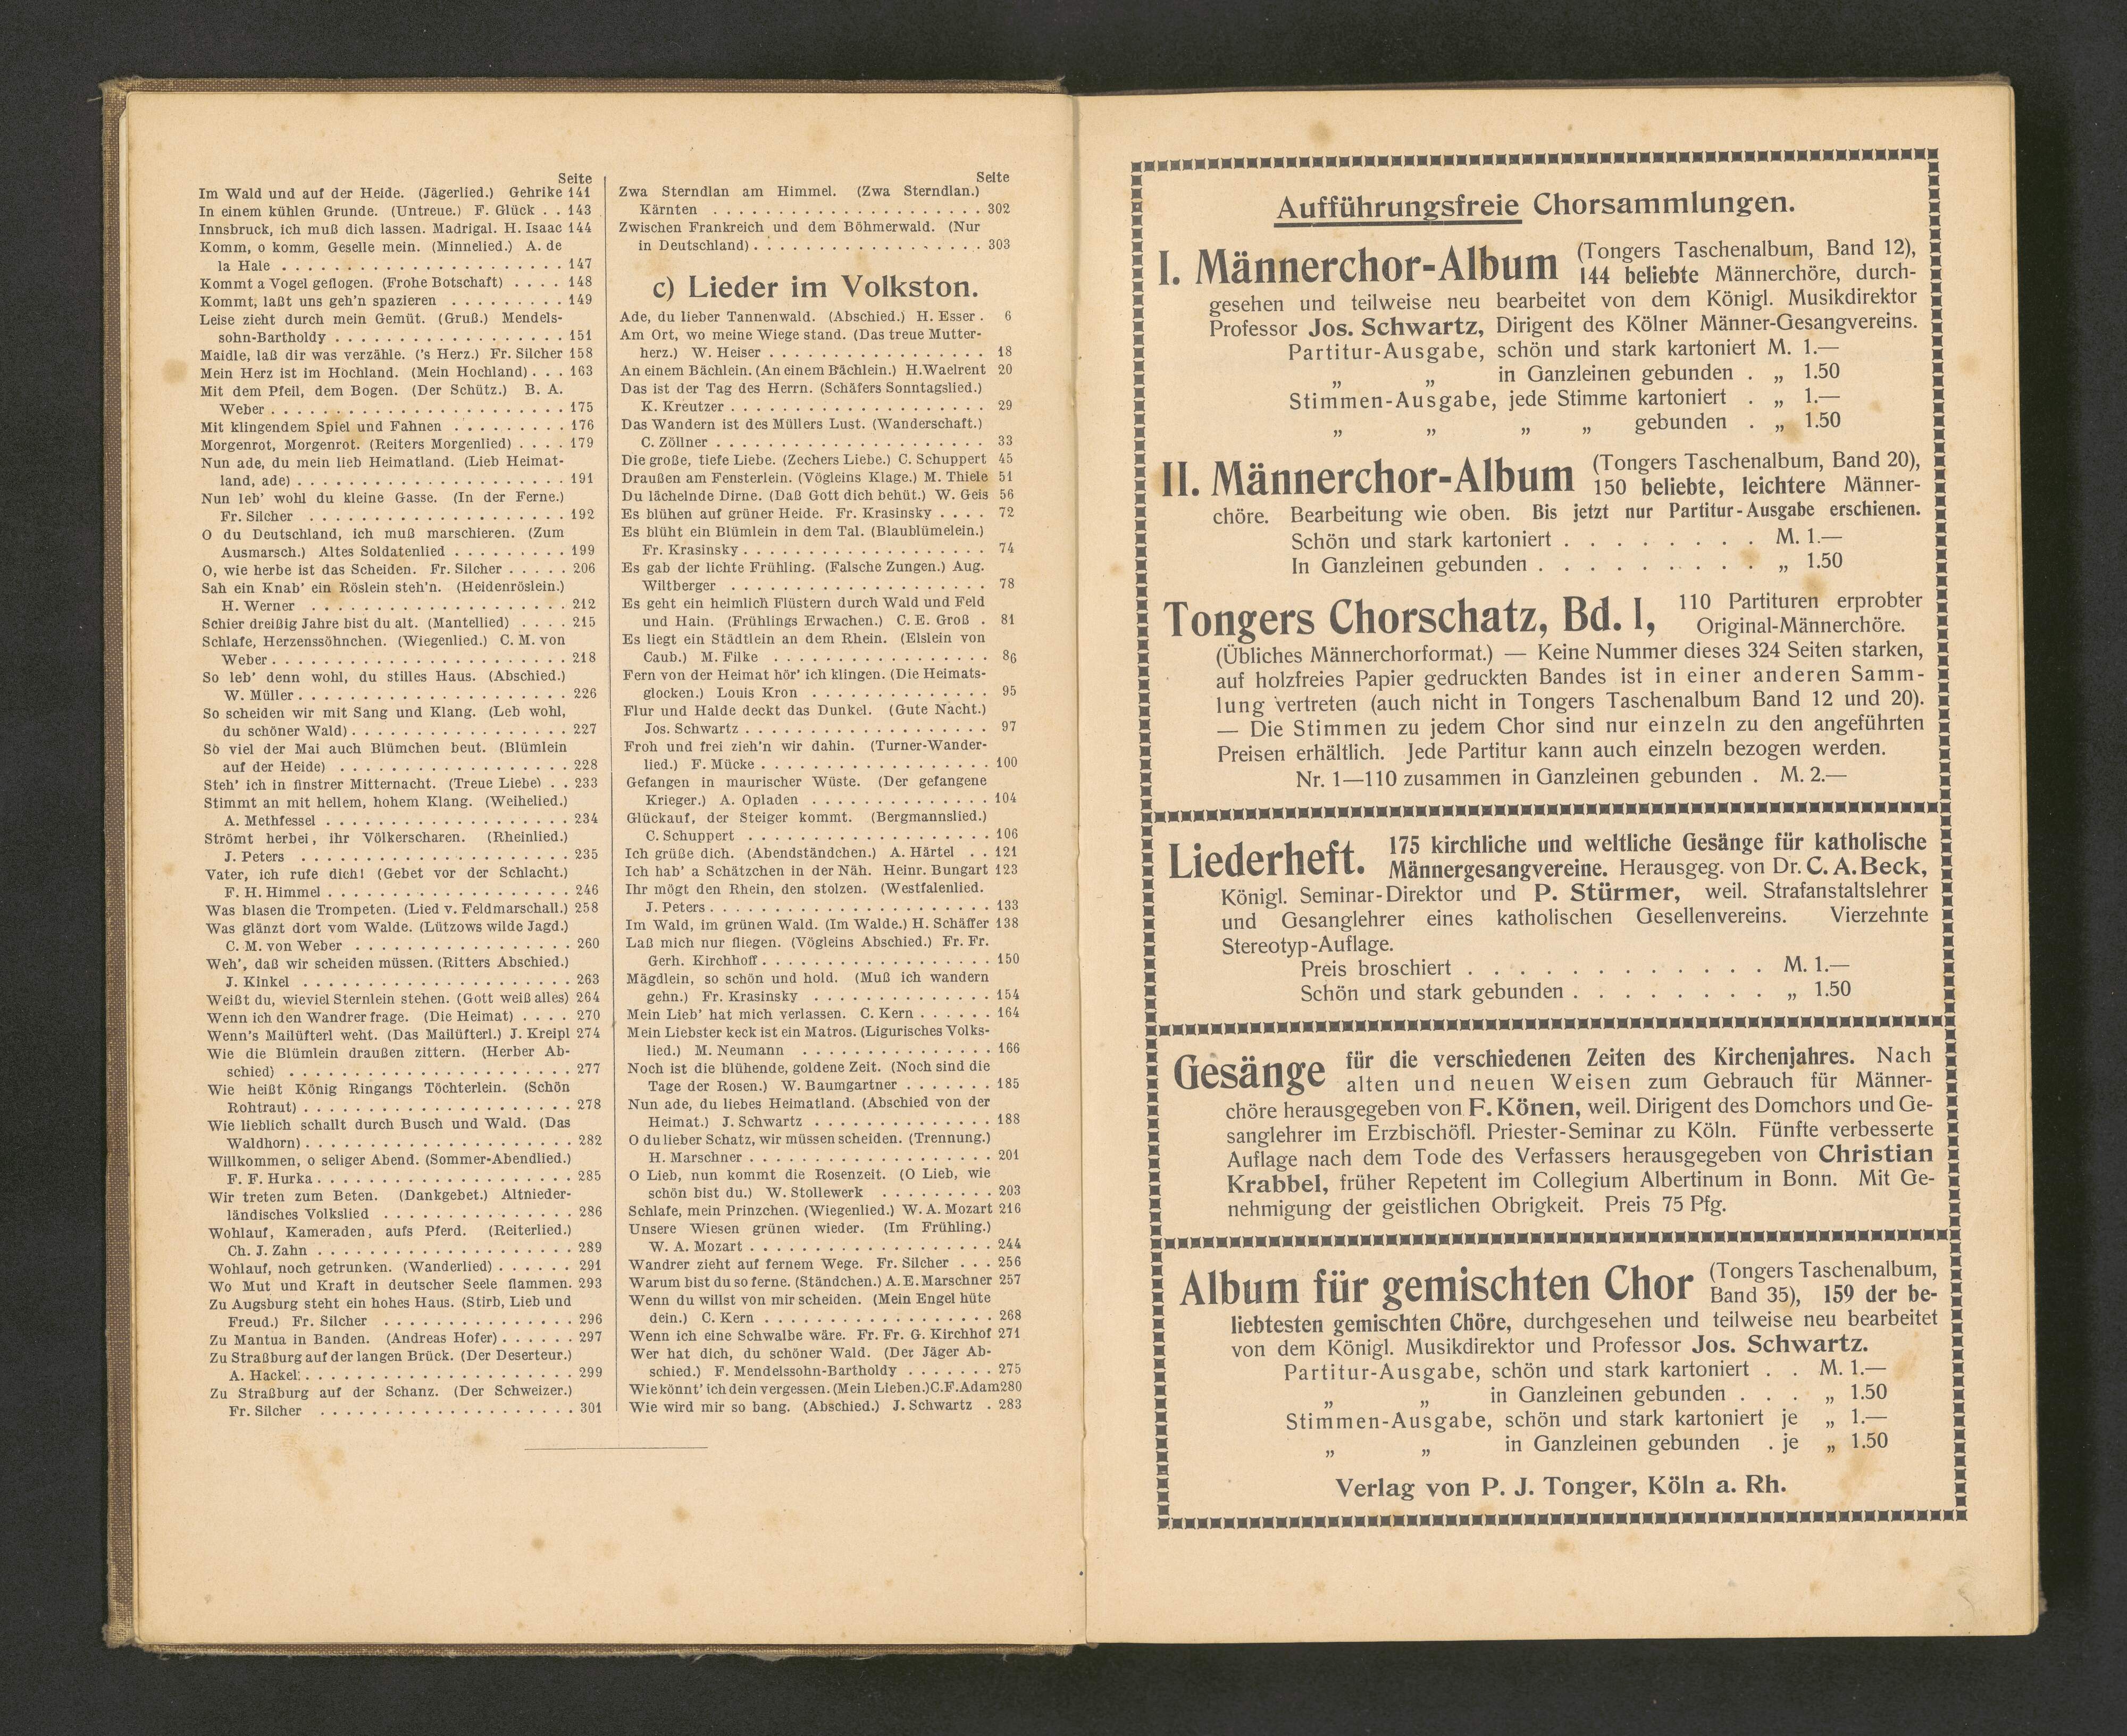 Seite
Im Wald und auf der Heide. (Jägerlied.) Gehrike 141
In einem kühlen Grunde. (Untreue.) F. Glück . . 143
Innsbruck, ich muß dich lassen. Madrigal. H. Isaac 144
Komm, o komm, Geselle mein. (Minnelied.) A. de
la Hale . . . . . . . . . . . . . . . . . . . . . . 147
Kommt a Vogel geflogen. (Frohe Botschaft) . . . . 148
Kommt, laßt uns geh'n spazieren . . . . . . . . . 149
Leise zieht durch mein Gemüt. (Gruß.) Mendels-
sohn-Bartholdy . . . . . . . . . . . . . . . . . . 151
Maidle, laß dir was verzähle. ('s Herz.) Fr. Silcher 158
Mein Herz ist im Hochland. (Mein Hochland) . . . 163
Mit dem Pfeil, dem Bogen. (Der Schütz.) B. A.
Weber . . . . . . . . . . . . . . . . . . . . . . . 175
Mit klingendem Spiel und Fahnen . . . . . . . . . 176
Morgenrot, Morgenrot. (Reiters Morgenlied) . . . . 179
Nun ade, du mein lieb Heimatland. (Lieb Heimat-
land, ade) . . . . . . . . . . . . . . . . . . . . . 191
Nun leb' wohl du kleine Gasse. (In der Ferne.)
Fr. Silcher . . . . . . . . . . . . . . . . . . . . 192
O du Deutschland, ich muß marschieren. (Zum
Ausmarsch.) Altes Soldatenlied . . . . . . . . . 199
O, wie herbe ist das Scheiden. Fr. Silcher . . . . . 206
Sah ein Knab' ein Röslein steh'n. (Heidenröslein.)
H. Werner . . . . . . . . . . . . . . . . . . . . 212
Schier dreißig Jahre bist du alt. (Mantellied) . . . . 215
Schlafe, Herzenssöhnchen. (Wiegenlied.) C. M. von
Weber . . . . . . . . . . . . . . . . . . . . . . . 218
So leb' denn wohl, du stilles Haus. (Abschied.)
W. Müller . . . . . . . . . . . . . . . . . . . . . 226
So scheiden wir mit Sang und Klang. (Leb wohl,
du schöner Wald) . . . . . . . . . . . . . . . . . 227
So viel der Mai auch Blümchen beut. (Blümlein
auf der Heide) . . . . . . . . . . . . . . . . . . 228
Steh' ich in finstrer Mitternacht. (Treue Liebe) . . 233
Stimmt an mit hellem, hohem Klang. (Weihelied.)
A. Methfessel . . . . . . . . . . . . . . . . . . . 234
Strömt herbei, ihr Völkerscharen. (Rheinlied.)
J. Peters . . . . . . . . . . . . . . . . . . . . . 235
Vater, ich rufe dich! (Gebet vor der Schlacht.)
F. H. Himmel . . . . . . . . . . . . . . . . . . . 246
Was blasen die Trompeten. (Lied v. Feldmarschall.) 258
Was glänzt dort vom Walde. (Lützows wilde Jagd.)
C. M. von Weber . . . . . . . . . . . . . . . . . 260
Weh', daß wir scheiden müssen. (Ritters Abschied.)
J. Kinkel . . . . . . . . . . . . . . . . . . . . . 263
Weißt du, wieviel Sternlein stehen. (Gott weiß alles) 264
Wenn ich den Wandrer frage. (Die Heimat) . . . . 270
Wenn's Mailüfterl weht. (Das Mailüfterl.) J. Kreipl 274
Wie die Blümlein draußen zittern. (Herber Ab-
schied) . . . . . . . . . . . . . . . . . . . . . . 277
Wie heißt König Ringangs Töchterlein. (Schön
Rohtraut) . . . . . . . . . . . . . . . . . . . . . 278
Wie lieblich schallt durch Busch und Wald. (Das
Waldhorn) . . . . . . . . . . . . . . . . . . . . . 282
Willkommen, o seliger Abend. (Sommer-Abendlied.)
F. F. Hurka . . . . . . . . . . . . . . . . . . . . 285
Wir treten zum Beten. (Dankgebet.) Altnieder-
ländisches Volkslied . . . . . . . . . . . . . . . 286
Wohlauf, Kameraden, aufs Pferd. (Reiterlied.)
Ch. J. Zahn . . . . . . . . . . . . . . . . . . . . 289
Wohlauf, noch getrunken. (Wanderlied) . . . . . . 291
Wo Mut und Kraft in deutscher Seele flammen. 293
Zu Augsburg steht ein hohes Haus. (Stirb, Lieb und
Freud.) Fr. Silcher . . . . . . . . . . . . . . . 296
Zu Mantua in Banden. (Andreas Hofer) . . . . . . 297
Zu Straßburg auf der langen Brück. (Der Deserteur.)
A. Hackel . . . . . . . . . . . . . . . . . . . . . 299
Zu Straßburg auf der Schanz. (Der Schweizer.)
Fr. Silcher . . . . . . . . . . . . . . . . . . . . 301
Seite
Zwa Sterndlan am Himmel. (Zwa Sterndlan.)
Kärnten . . . . . . . . . . . . . . . . . . . . . 302
Zwischen Frankreich und dem Böhmerwald. (Nur
in Deutschland) . . . . . . . . . . . . . . . . . . 303
c) Lieder im Volkston.
Ade, du lieber Tannenwald. (Abschied.) H. Esser . 6
Am Ort, wo meine Wiege stand. (Das treue Mutter-
herz.) W. Heiser . . . . . . . . . . . . . . . . . 18
An einem Bächlein. (An einem Bächlein.) H. Waelrent 20
Das ist der Tag des Herrn. (Schäfers Sonntagslied.)
K. Kreutzer . . . . . . . . . . . . . . . . . . . . 29
Das Wandern ist des Müllers Lust. (Wanderschaft.)
C. Zöllner . . . . . . . . . . . . . . . . . . . . . 33
Die große, tiefe Liebe. (Zechers Liebe.) C. Schuppert 45
Draußen am Fensterlein. (Vögleins Klage.) M. Thiele 51
Du lächelnde Dirne. (Daß Gott dich behüt.) W. Geis 56
Es blühen auf grüner Heide. Fr. Krasinsky . . . . 72
Es blüht ein Blümlein in dem Tal. (Blaublümelein.)
Fr. Krasinsky . . . . . . . . . . . . . . . . . . . 74
Es gab der lichte Frühling. (Falsche Zungen.) Aug.
Wiltberger . . . . . . . . . . . . . . . . . . . . 78
Es geht ein heimlich Flüstern durch Wald und Feld
und Hain. (Frühlings Erwachen.) C. E. Groß . 81
Es liegt ein Städtlein an dem Rhein. (Elslein von
Caub.) M. Filke . . . . . . . . . . . . . . . . . 86
Fern von der Heimat hör' ich klingen. (Die Heimats-
glocken.) Louis Kron . . . . . . . . . . . . . . 95
Flur und Halde deckt das Dunkel. (Gute Nacht.)
Jos. Schwartz . . . . . . . . . . . . . . . . . . . 97
Froh und frei zieh'n wir dahin. (Turner-Wander-
lied.) F. Mücke . . . . . . . . . . . . . . . . . . 100
Gefangen in maurischer Wüste. (Der gefangene
Krieger.) A. Opladen . . . . . . . . . . . . . . 104
Glückauf, der Steiger kommt. (Bergmannslied.)
C. Schuppert . . . . . . . . . . . . . . . . . . . 106
Ich grüße dich. (Abendständchen.) A. Härtel . . 121
Ich hab' a Schätzchen in der Näh. Heinr. Bungart 123
Ihr mögt den Rhein, den stolzen. (Westfalenlied.
J. Peters . . . . . . . . . . . . . . . . . . . . . . 133
Im Wald, im grünen Wald. (Im Walde.) H. Schäffer 138
Laß mich nur fliegen. (Vögleins Abschied.) Fr. Fr.
Gerh. Kirchhoff . . . . . . . . . . . . . . . . . . 150
Mägdlein, so schön und hold. (Muß ich wandern
gehn.) Fr. Krasinsky . . . . . . . . . . . . . . 154
Mein Lieb' hat mich verlassen. C. Kern . . . . . . 164
Mein Liebster keck ist ein Matros. (Ligurisches Volks-
lied.) M. Neumann . . . . . . . . . . . . . . . 166
Noch ist die blühende, goldene Zeit. (Noch sind die
Tage der Rosen.) W. Baumgartner . . . . . . . 185
Nun ade, du liebes Heimatland. (Abschied von der
Heimat.) J. Schwartz . . . . . . . . . . . . . . 188
O du lieber Schatz, wir müssen scheiden. (Trennung.)
H. Marschner . . . . . . . . . . . . . . . . . . . 201
O Lieb, nun kommt die Rosenzeit. (O Lieb, wie
schön bist du.) W. Stollewerk . . . . . . . . . 203
Schlafe, mein Prinzchen. (Wiegenlied.) W. A. Mozart 216
Unsere Wiesen grünen wieder. (Im Frühling.)
W. A. Mozart . . . . . . . . . . . . . . . . . . . 244
Wandrer zieht auf fernem Wege. Fr. Silcher . . . 256
Warum bist du so ferne. (Ständchen.) A. E. Marschner 257
Wenn du willst von mir scheiden. (Mein Engel hüte
dein.) C. Kern . . . . . . . . . . . . . . . . . . 268
Wenn ich eine Schwalbe wäre. Fr. Fr. G. Kirchhof 271
Wer hat dich, du schöner Wald. (Der Jäger Ab-
schied.) F. Mendelssohn-Bartholdy . . . . . . . 275
Wie könnt' ich dein vergessen. (Mein Lieben.) C. F. Adam 280
Wie wird mir so bang. (Abschied.) J. Schwartz . 283
Aufführungsfreie Chorsammlungen.
I. Männerchor-Album (Tongers Taschenalbum, Band 12),
144 beliebte Männerchöre, durch-
gesehen und teilweise neu bearbeitet von dem Königl. Musikdirektor
Professor Jos. Schwartz, Dirigent des Kölner Männer-Gesangvereins.
Partitur-Ausgabe, schön und stark kartoniert M. 1.—
„ „ in Ganzleinen gebunden . „ 1.50
Stimmen-Ausgabe, jede Stimme kartoniert . „ 1.—
„ „ „ „ gebunden . „ 1.50
II. Männerchor-Album (Tongers Taschenalbum, Band 20),
150 beliebte, leichtere Männer-
chöre. Bearbeitung wie oben. Bis jetzt nur Partitur-Ausgabe erschienen.
Schön und stark kartoniert . . . . . . . . M. 1.—
In Ganzleinen gebunden . . . . . . . . . „ 1.50
Tongers Chorschatz, Bd. I, 110 Partituren erprobter
Original-Männerchöre.
(Übliches Männerchorformat.) — Keine Nummer dieses 324 Seiten starken,
auf holzfreies Papier gedruckten Bandes ist in einer anderen Samm-
lung vertreten (auch nicht in Tongers Taschenalbum Band 12 und 20).
— Die Stimmen zu jedem Chor sind nur einzeln zu den angeführten
Preisen erhältlich. Jede Partitur kann auch einzeln bezogen werden.
Nr. 1—110 zusammen in Ganzleinen gebunden . M. 2.—
Liederheft. 175 kirchliche und weltliche Gesänge für katholische
Männergesangvereine. Herausgeg. von Dr. C. A. Beck,
Königl. Seminar-Direktor und P. Stürmer, weil. Strafanstaltslehrer
und Gesanglehrer eines katholischen Gesellenvereins. Vierzehnte
Stereotyp-Auflage.
Preis broschiert . . . . . . . . . . . . . M. 1.—
Schön und stark gebunden . . . . . . . . „ 1.50
Gesänge für die verschiedenen Zeiten des Kirchenjahres. Nach
alten und neuen Weisen zum Gebrauch für Männer-
chöre herausgegeben von F. Könen, weil. Dirigent des Domchors und Ge-
sanglehrer im Erzbischöfl. Priester-Seminar zu Köln. Fünfte verbesserte
Auflage nach dem Tode des Verfassers herausgegeben von Christian
Krabbel, früher Repetent im Collegium Albertinum in Bonn. Mit Ge-
nehmigung der geistlichen Obrigkeit. Preis 75 Pfg.
Album für gemischten Chor (Tongers Taschenalbum,
Band 35), 159 der be-
liebtesten gemischten Chöre, durchgesehen und teilweise neu bearbeitet
von dem Königl. Musikdirektor und Professor Jos. Schwartz.
Partitur-Ausgabe, schön und stark kartoniert . . M. 1.—
„ „ in Ganzleinen gebunden . . . „ 1.50
Stimmen-Ausgabe, schön und stark kartoniert je „ 1.—
„ „ in Ganzleinen gebunden . je „ 1.50
Verlag von P. J. Tonger, Köln a. Rh.